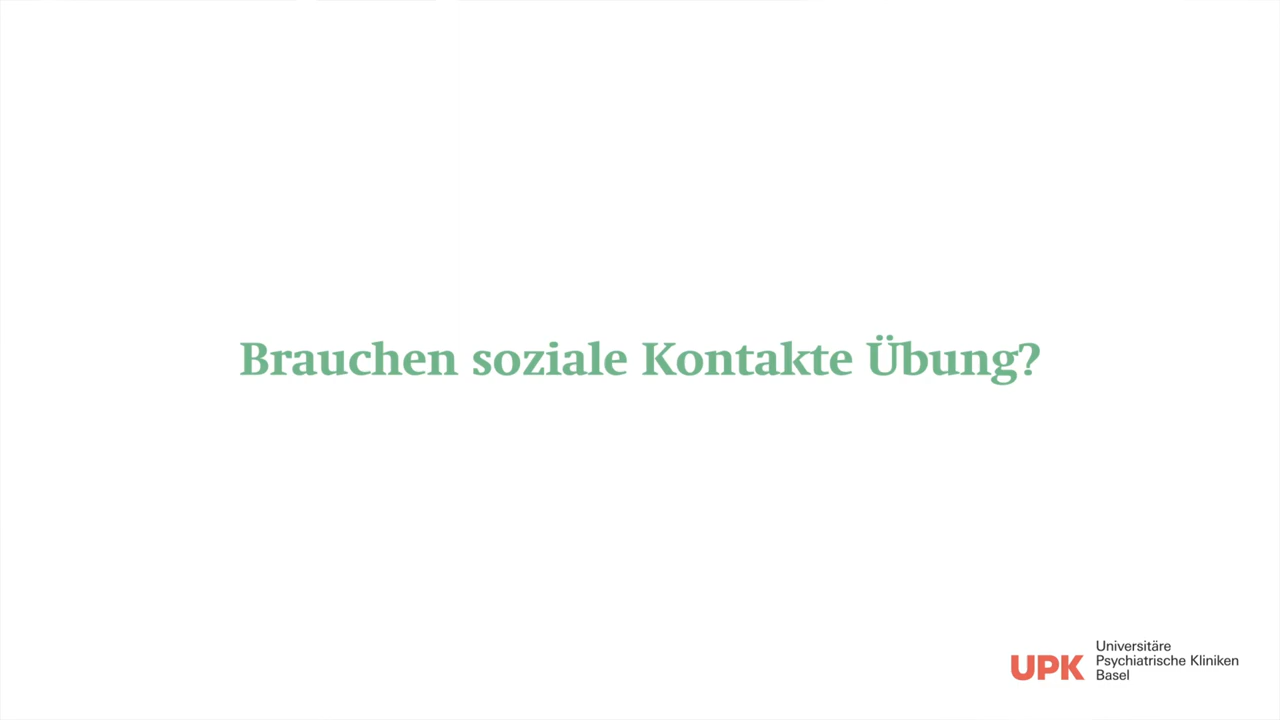 Brauchen soziale Kontakte Übung?
UPK
Universitäre
Psychiatrische Kliniken
Basel